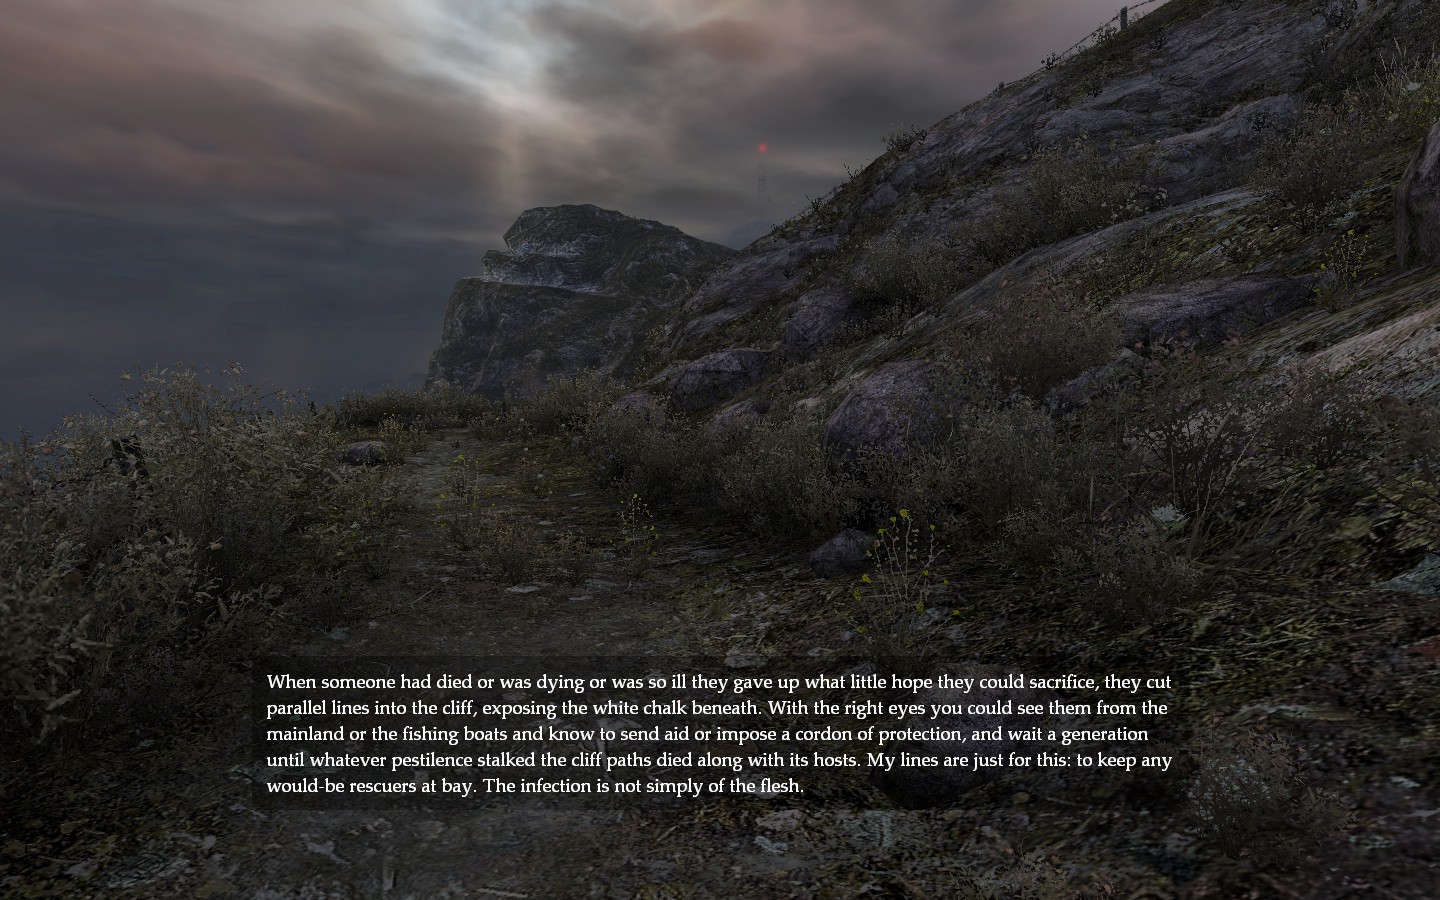 When someone had died or was dying or was so ill they gave up what little hope they could sacrifice, they cut
parallel lines into the cliff, exposing the white chalk beneath. With the right eyes you could see them from the
mainland or the fishing boats and know to send aid or impose a cordon of protection, and wait a generation
until whatever pestilence stalked the cliff paths died along with its hosts. My lines are just for this: to keep any
would-be rescuers at bay. The infection is not simply of the flesh.